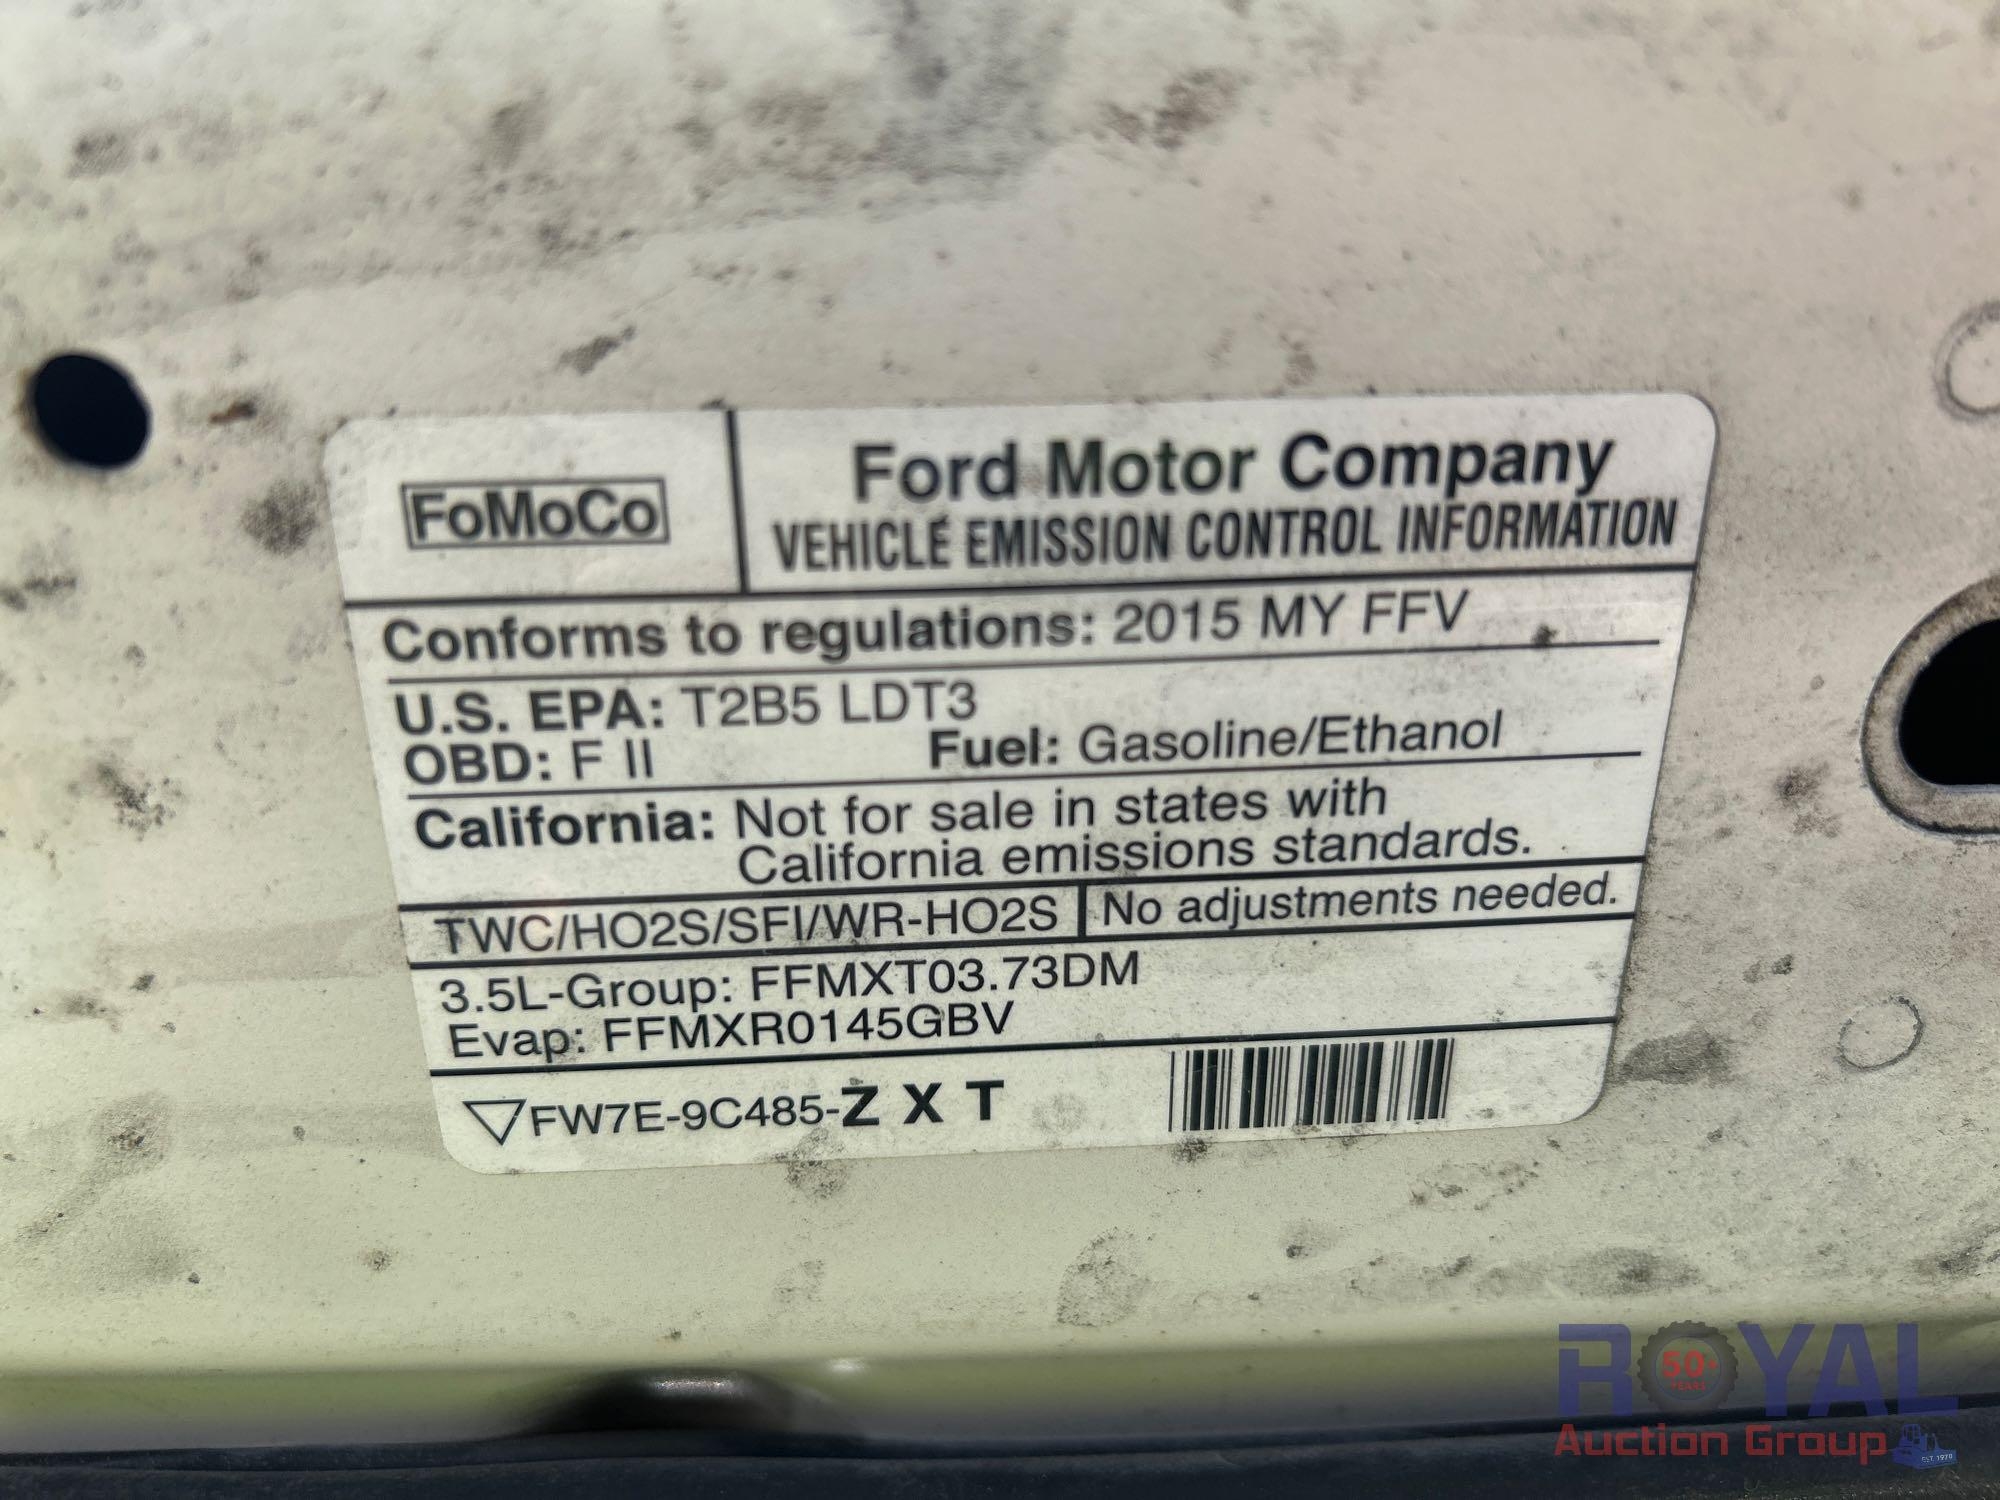 FoMoCo
Ford Motor Company
VEHICLE EMISSION CONTROL INFORMATION
Conforms to regulations: 2015 MY FFV
U.S. EPA: T2B5 LDT3
OBD: F II Fuel: Gasoline/Ethanol
California: Not for sale in states with
California emissions standards.
TWC/HO2S/SFI/WR-HO2S No adjustments needed.
3.5L-Group: FFMXT03.73DM
Evap: FFMXR0145GBV
FW7E-9C485-Z X T
ROYAL
50+
YEARS
Auction Group
EST. 1970